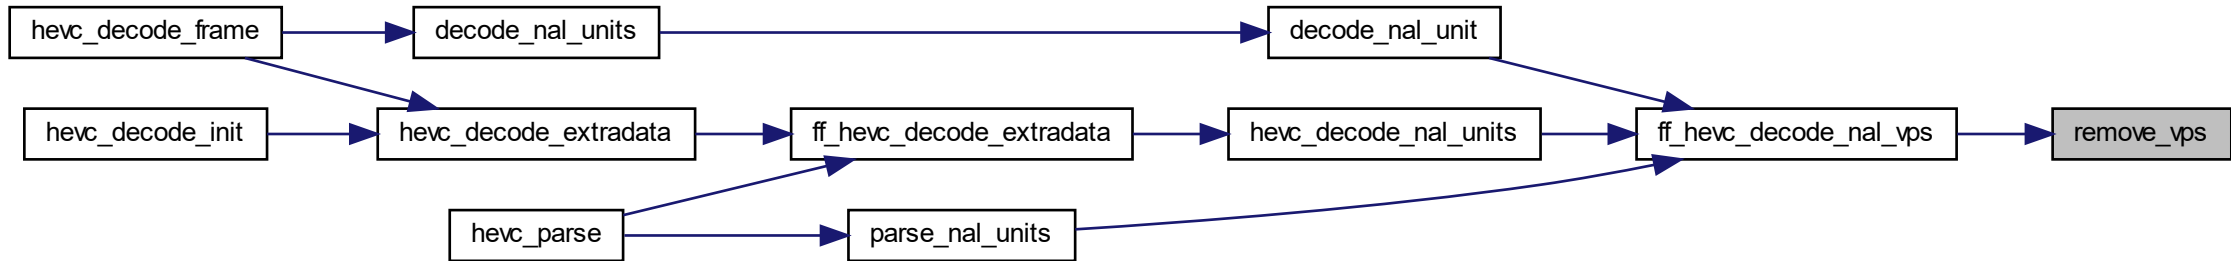 hevc_decode_frame
decode_nal_units
decode_nal_unit
hevc_decode_init
hevc_decode_extradata
ff_hevc_decode_extradata
hevc_decode_nal_units
ff_hevc_decode_nal_vps
remove_vps
hevc_parse
parse_nal_units